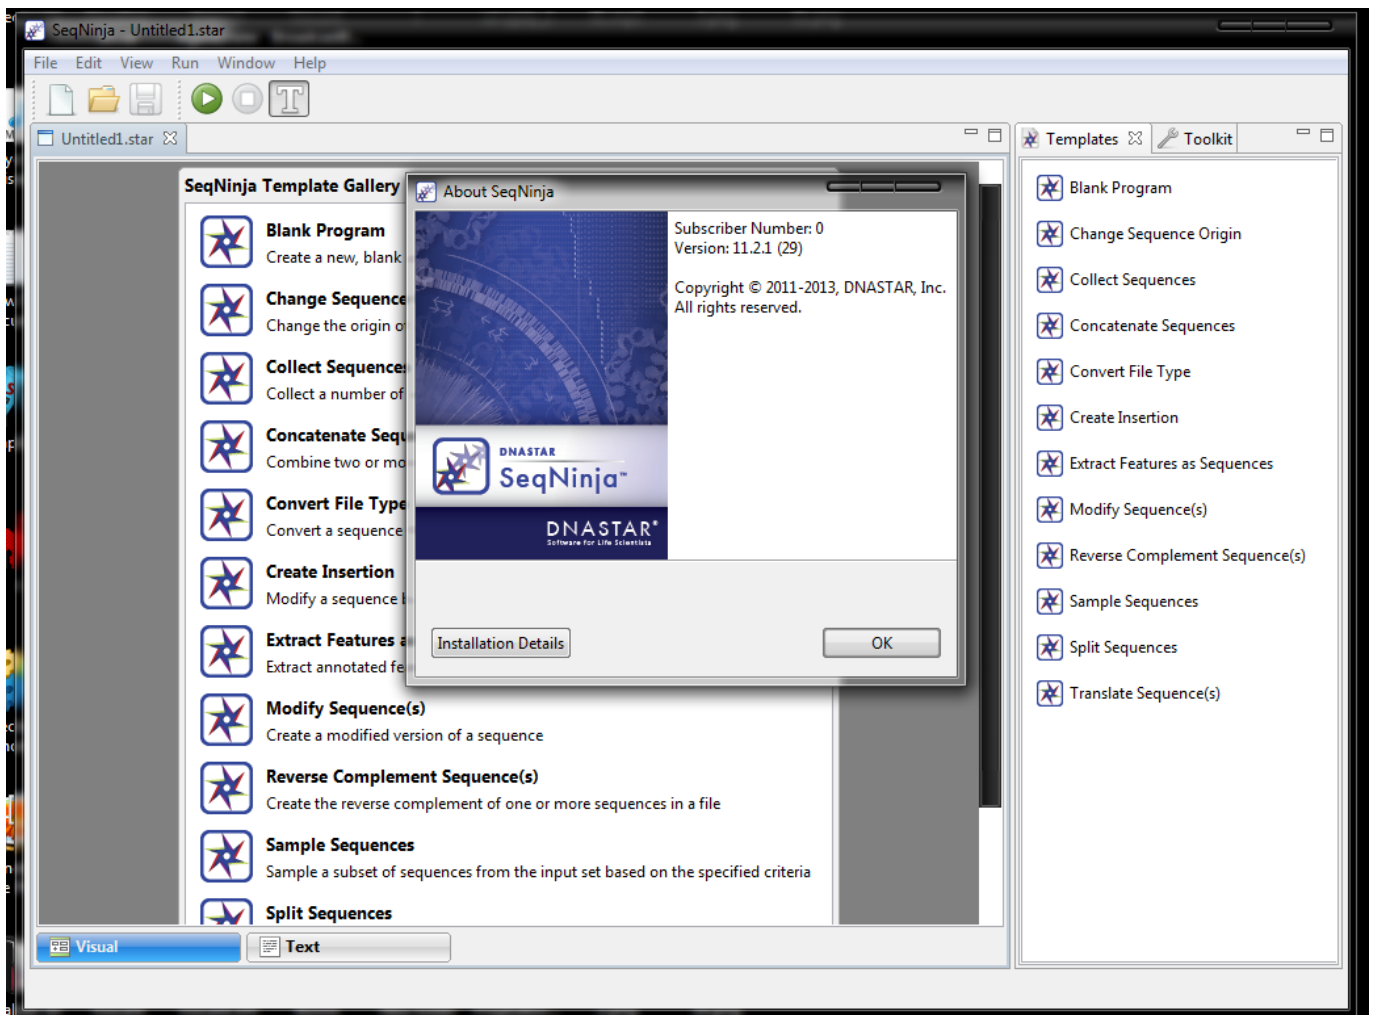 SeqNinja - Untitled1.star
File Edit View Run Window Help
Untitled1.star
SeqNinja Template Gallery
Blank Program
Create a new, blank
Change Sequence
Change the origin
Collect Sequences
Collect a number of
Concatenate
Combine two or
Convert File Type
Convert a sequence
Create Insertion
Modify a sequence
Extract Features
Extract annotated
Modify Sequence(s)
Create a modified version of a sequence
Reverse Complement Sequence(s)
Create the reverse complement of one or more sequences in a file
Sample Sequences
Sample a subset of sequences from the input set based on the specified criteria
Split Sequences
Visual Text
About SeqNinja
Subscriber Number: 0
Version: 11.2.1 (29)
Copyright © 2011-2013, DNASTAR, Inc.
All rights reserved.
DNASTAR
SeqNinja™
DNASTAR®
Software for Life Scientists
Installation Details OK
Templates Toolkit
Blank Program
Change Sequence Origin
Collect Sequences
Concatenate Sequences
Convert File Type
Create Insertion
Extract Features as Sequences
Modify Sequence(s)
Reverse Complement Sequence(s)
Sample Sequences
Split Sequences
Translate Sequence(s)